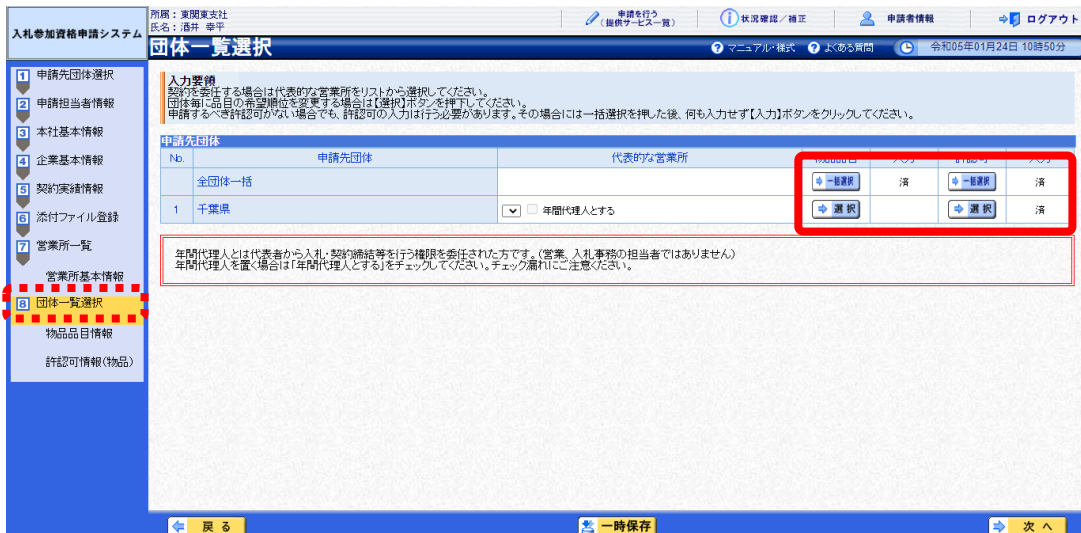 入札参加資格申請システム
所属：東関東支社
氏名：酒井 幸平
申請を行う
(提供サービス一覧)
状況確認／補正
申請者情報
ログアウト
団体一覧選択
マニュアル・様式
よくある質問
令和05年01月24日 10時50分
1 申請先団体選択
2 申請担当者情報
3 本社基本情報
4 企業基本情報
5 契約実績情報
6 添付ファイル登録
7 営業所一覧
営業所基本情報
8 団体一覧選択
物品品目情報
許認可情報(物品)
入力要領
契約を委任する場合は代表的な営業所をリストから選択してください。
団体毎に品目の希望順位を変更する場合は【選択】ボタンを押下してください。
申請するべき許認可がない場合でも、許認可の入力は行う必要があります。その場合には一括選択を押した後、何も入力せず【入力】ボタンをクリックしてください。
申請先団体
No. 申請先団体 代表的な営業所 物品品目 入力 許認可 入力
全団体一括 一括選択 済 一括選択 済
1 千葉県 年間代理人とする 選択 選択 済
年間代理人とは代表者から入札・契約締結等を行う権限を委任された方です。(営業、入札事務の担当者ではありません)
年間代理人を置く場合は「年間代理人とする」をチェックしてください。チェック漏れにご注意ください。
戻る
一時保存
次へ